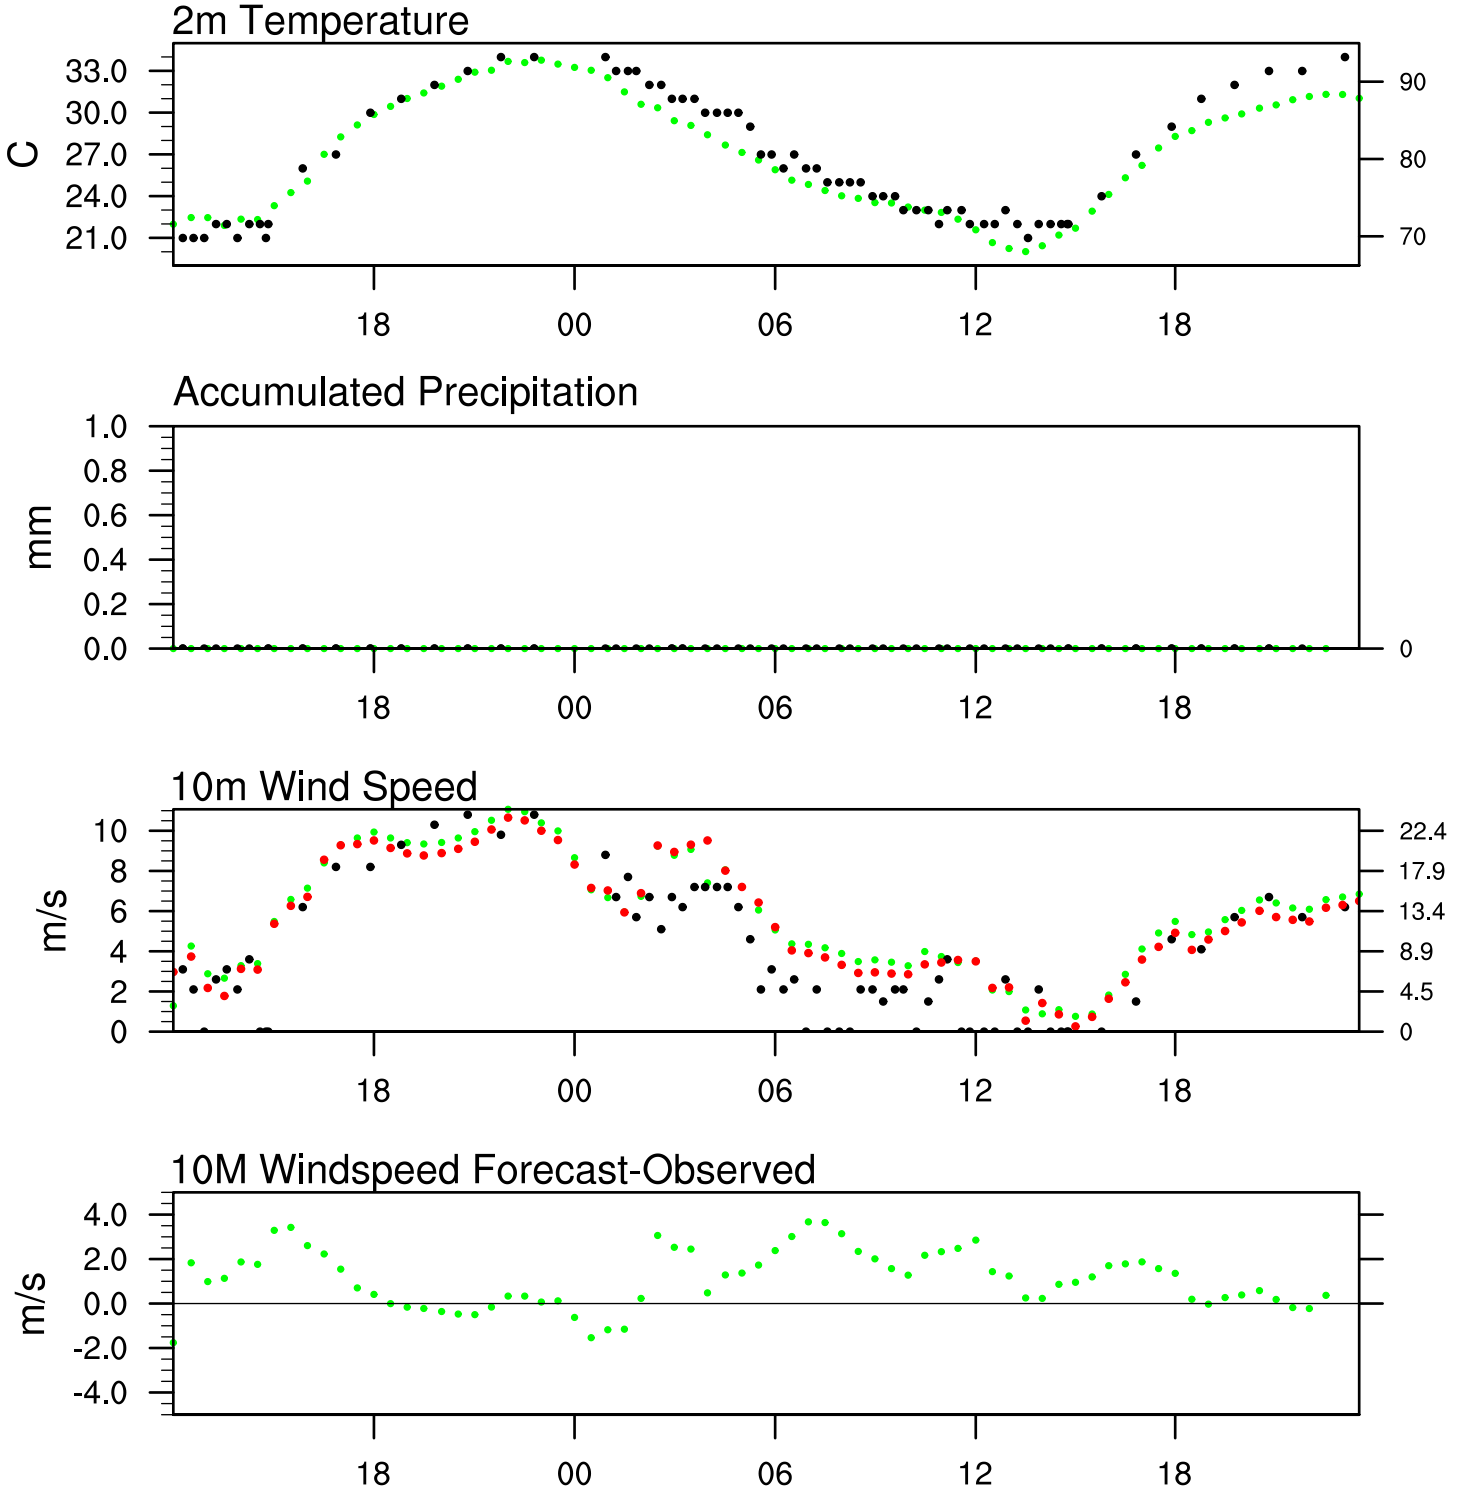 2m Temperature
33.0
30.0
27.0
24.0
21.0
C
90
80
70
18 00 06 12 18
Accumulated Precipitation
1.0
0.8
0.6
0.4
0.2
0.0
mm
0
18 00 06 12 18
10m Wind Speed
10
8
6
4
2
0
m/s
22.4
17.9
13.4
8.9
4.5
0
18 00 06 12 18
10M Windspeed Forecast-Observed
4.0
2.0
0.0
-2.0
-4.0
m/s
18 00 06 12 18